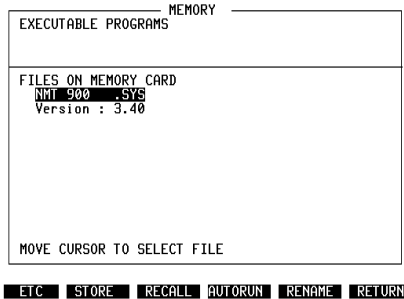 MEMORY
EXECUTABLE PROGRAMS
FILES ON MEMORY CARD
NMT 900 .SYS
Version : 3.40
MOVE CURSOR TO SELECT FILE
ETC STORE RECALL AUTORUN RENAME RETURN